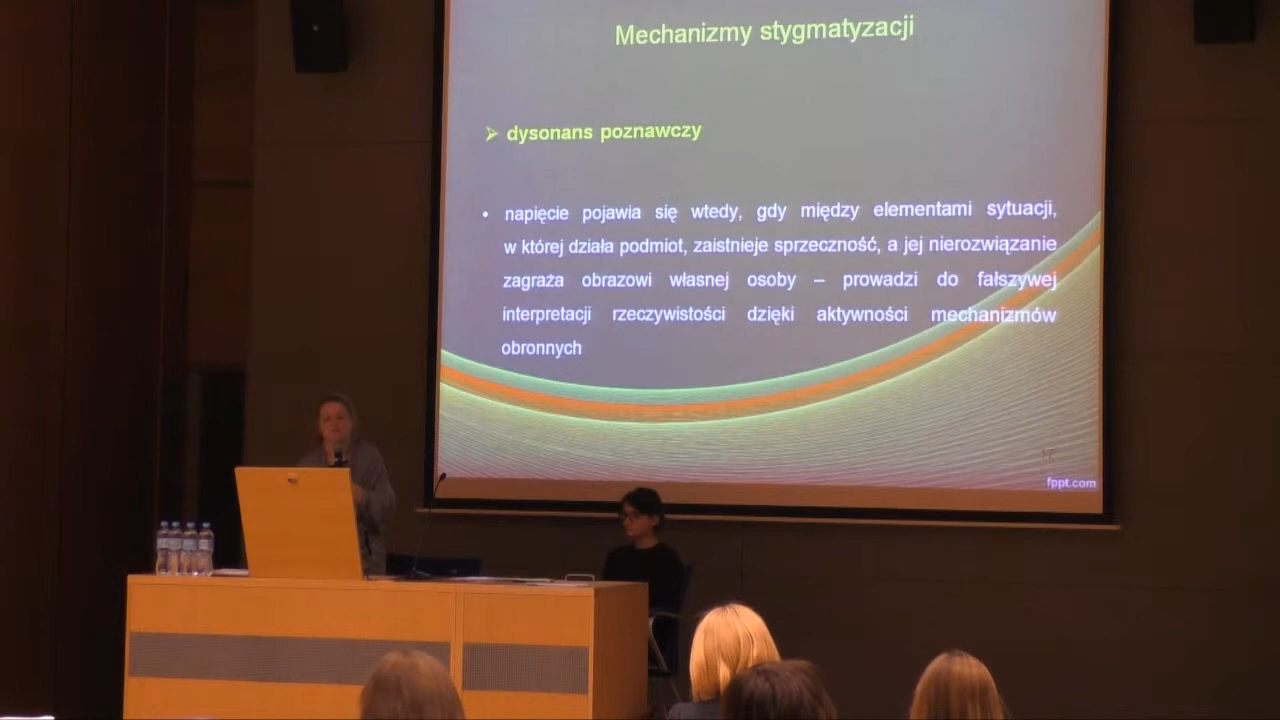 Mechanizmy stygmatyzacji
➢ dysonans poznawczy
• napięcie pojawia się wtedy, gdy między elementami sytuacji,
w której działa podmiot, zaistnieje sprzeczność, a jej nierozwiązanie
zagraża obrazowi własnej osoby – prowadzi do fałszywej
interpretacji rzeczywistości dzięki aktywności mechanizmów
obronnych
17
fppt.com